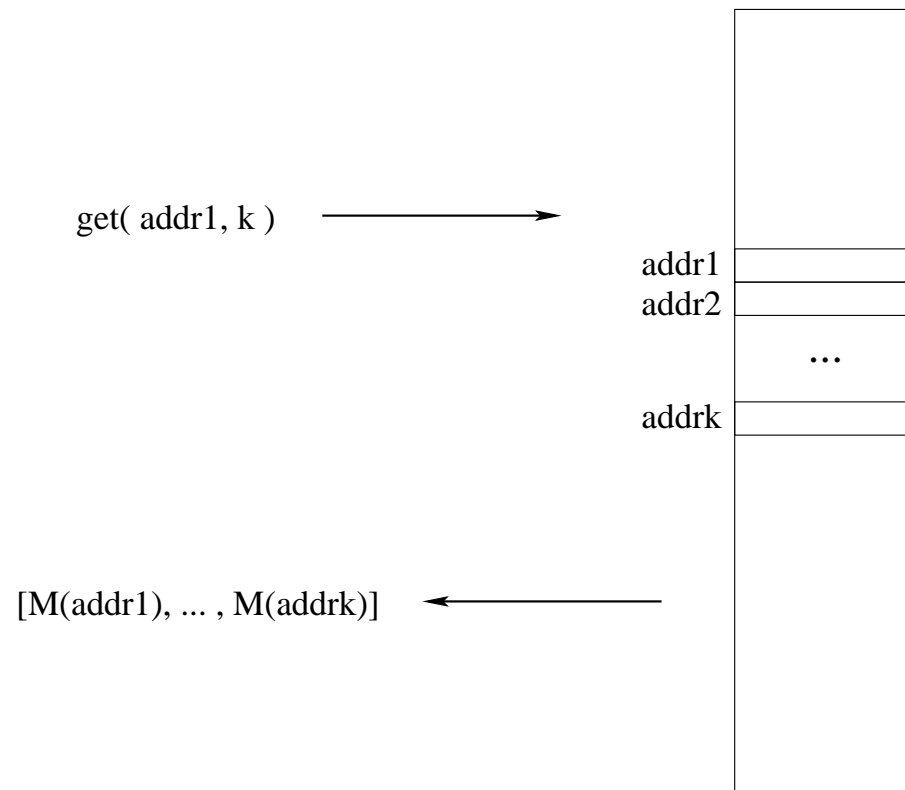 get( addr1, k )
addr1
addr2
...
addrk
[M(addr1), ... , M(addrk)]